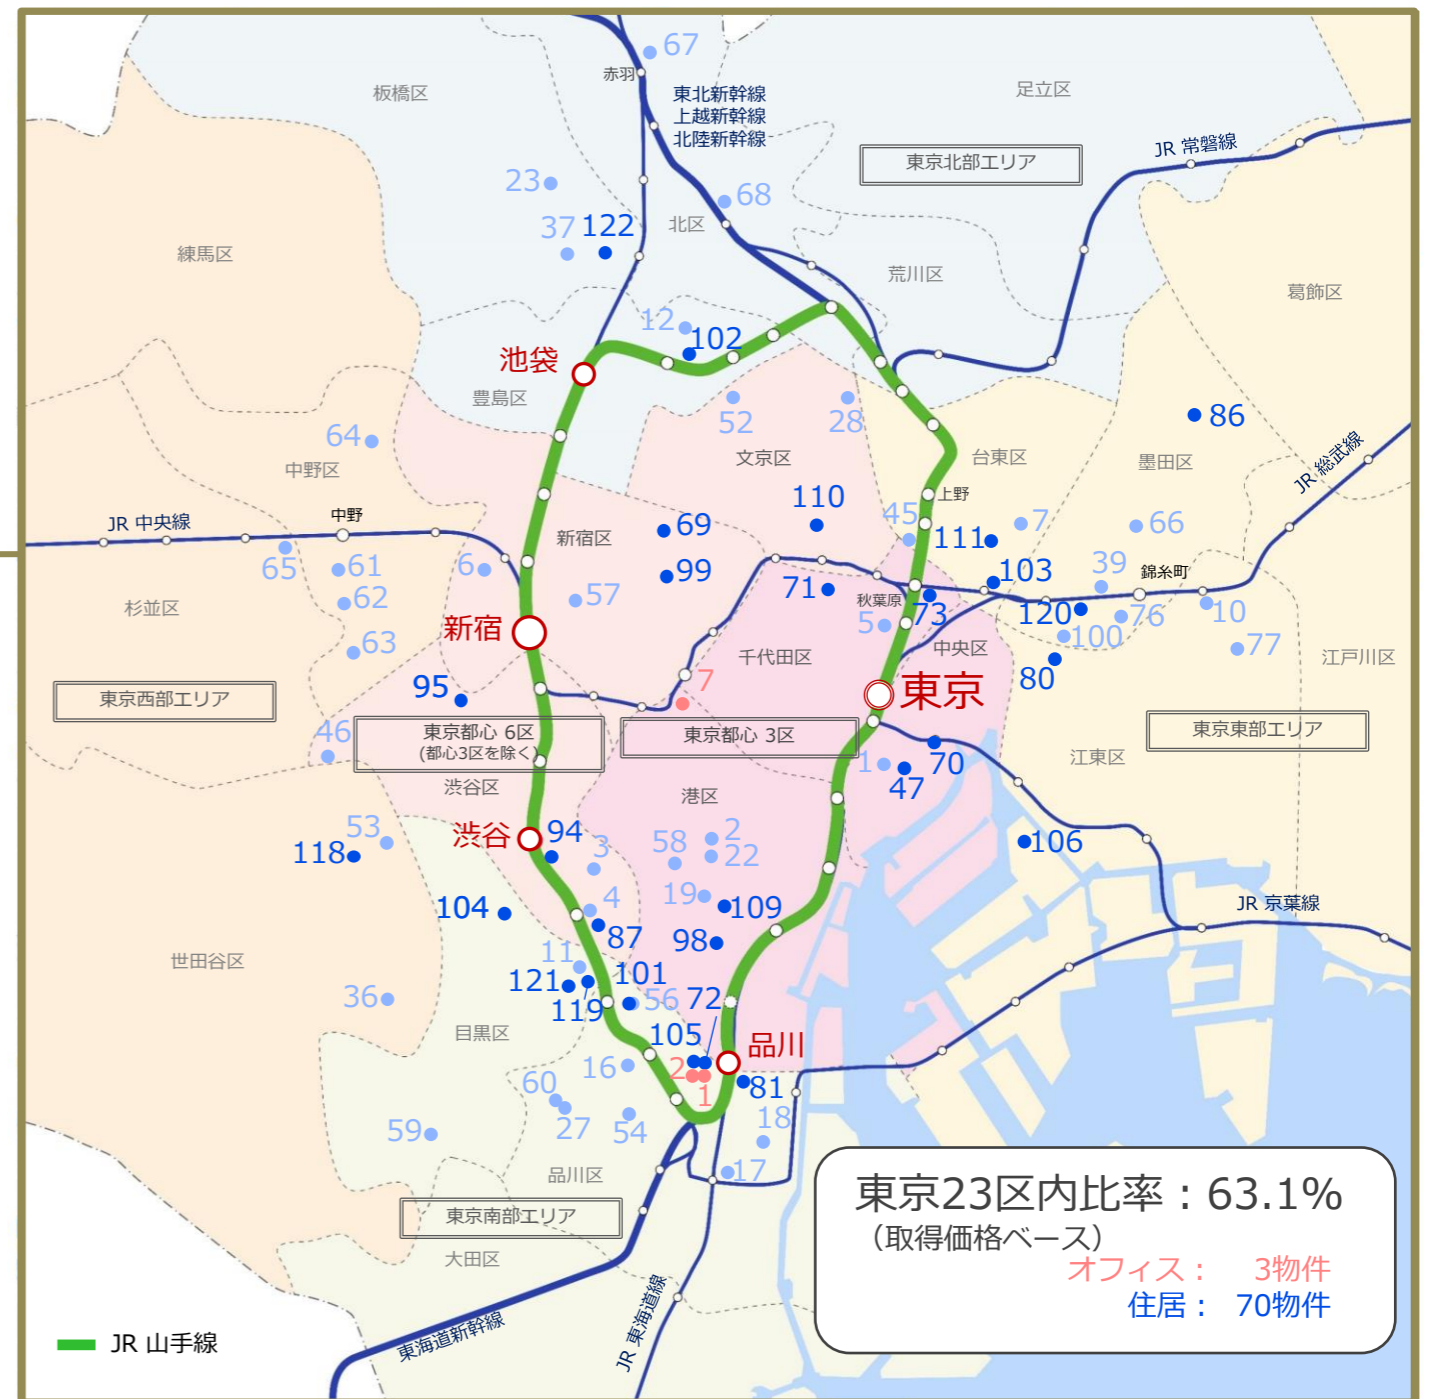 67
赤羽
板橋区
東北新幹線
上越新幹線
北陸新幹線
足立区
JR 常磐線
東京北部エリア
23
68
37
122
北区
練馬区
荒川区
葛飾区
12
102
池袋
豊島区
52
28
86
64
中野区
文京区
台東区
墨田区
JR 総武線
上野
110
JR 中央線
中野
新宿区
69
45
111
7
66
65
61
6
99
71
103
39
錦糸町
杉並区
62
57
秋葉原
73
120
76
10
5
100
新宿
63
千代田区
中央区
80
77
江戸川区
95
7
東京
東京西部エリア
東京都心 6区
(都心3区を除く)
東京都心 3区
東京東部エリア
46
1
47
70
江東区
渋谷区
港区
渋谷
94
53
118
3
58
2
22
106
104
4
19
109
JR 京葉線
87
98
世田谷区
11
121
119
101
56
72
36
目黒区
105
品川
16
2
1
81
60
27
54
18
59
17
品川区
東京南部エリア
大田区
東京23区内比率：63.1%
（取得価格ベース）
オフィス： 3物件
住居： 70物件
東海道新幹線
JR 東海道線
JR 山手線